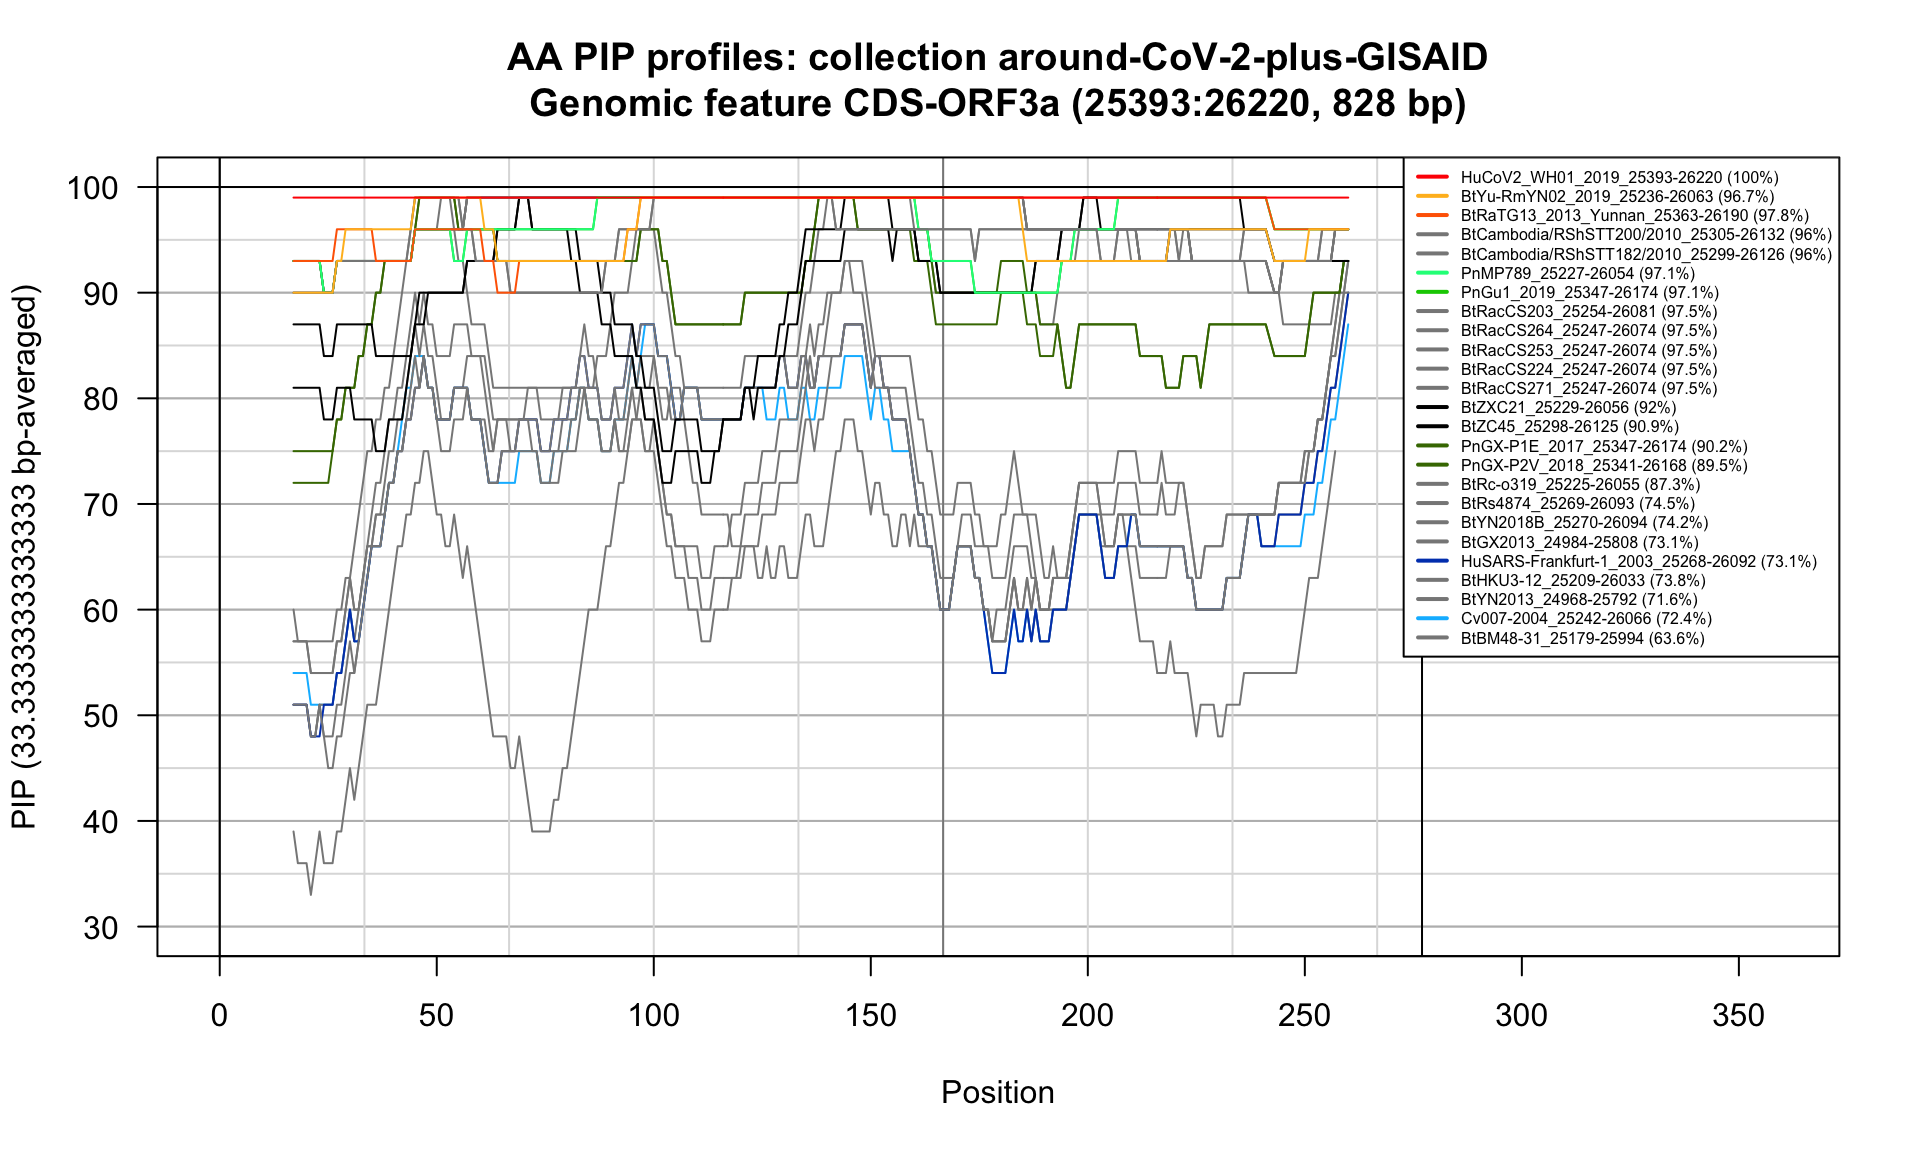 AA PIP profiles: collection around-CoV-2-plus-GISAID
Genomic feature CDS-ORF3a (25393:26220, 828 bp)
PIP (33.3333333333333 bp-averaged)
100
90
80
70
60
50
40
30
HuCoV2_WH01_2019_25393-26220 (100%)
BtYu-RmYN02_2019_25236-26063 (96.7%)
BtRaTG13_2013_Yunnan_25363-26190 (97.8%)
BtCambodia/RShSTT200/2010_25305-26132 (96%)
BtCambodia/RShSTT182/2010_25299-26126 (96%)
PnMP789_25227-26054 (97.1%)
PnGu1_2019_25347-26174 (97.1%)
BtRacCS203_25254-26081 (97.5%)
BtRacCS264_25247-26074 (97.5%)
BtRacCS253_25247-26074 (97.5%)
BtRacCS224_25247-26074 (97.5%)
BtRacCS271_25247-26074 (97.5%)
BtZXC21_25229-26056 (92%)
BtZC45_25298-26125 (90.9%)
PnGX-P1E_2017_25347-26174 (90.2%)
PnGX-P2V_2018_25341-26168 (89.5%)
BtRc-o319_25225-26055 (87.3%)
BtRs4874_25269-26093 (74.5%)
BtYN2018B_25270-26094 (74.2%)
BtGX2013_24984-25808 (73.1%)
HuSARS-Frankfurt-1_2003_25268-26092 (73.1%)
BtHKU3-12_25209-26033 (73.8%)
BtYN2013_24968-25792 (71.6%)
Cv007-2004_25242-26066 (72.4%)
BtBM48-31_25179-25994 (63.6%)
0 50 100 150 200 250 300 350
Position